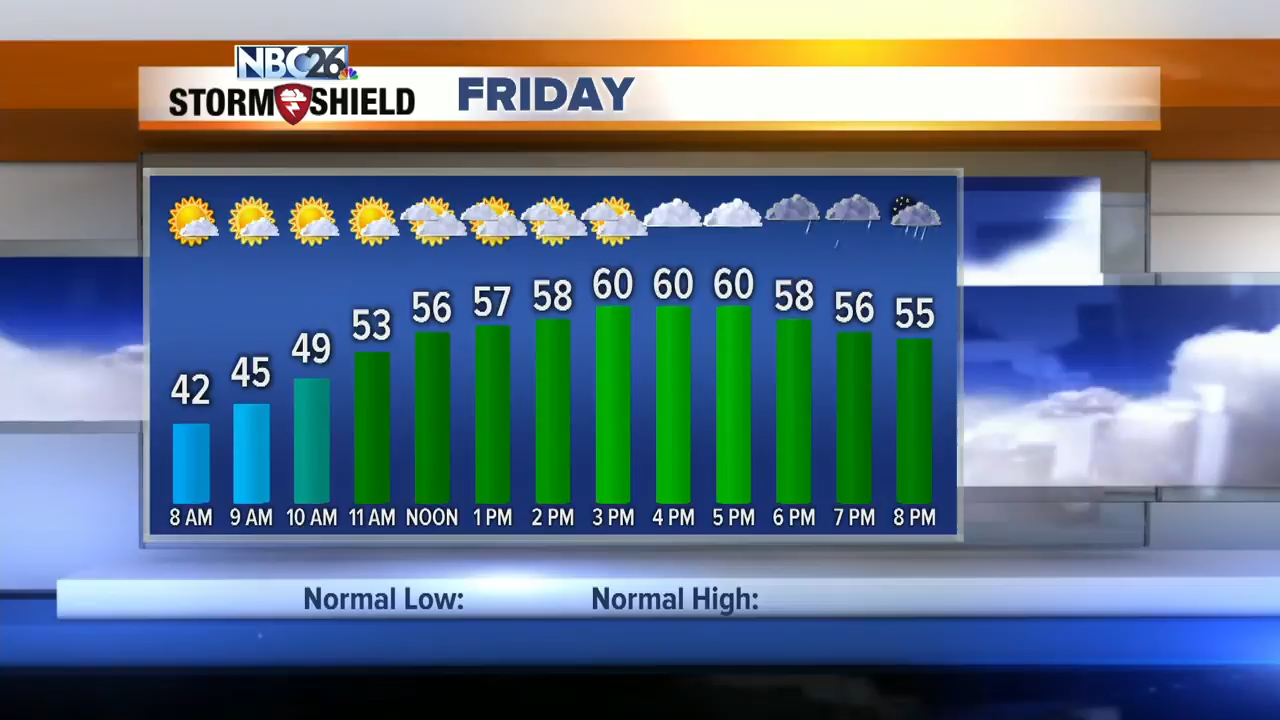 NBC26
STORM SHIELD
FRIDAY
42 45 49 53 56 57 58 60 60 60 58 56 55
8 AM 9 AM 10 AM 11 AM NOON 1 PM 2 PM 3 PM 4 PM 5 PM 6 PM 7 PM 8 PM
Normal Low: Normal High: